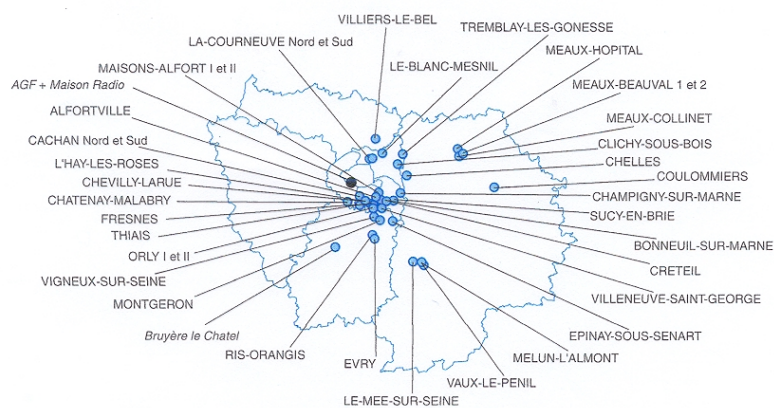 VILLIERS-LE-BEL
TREMBLAY-LES-GONESSE
LA-COURNEUVE Nord et Sud
MEAUX-HOPITAL
MAISONS-ALFORT I et II
LE-BLANC-MESNIL
AGF + Maison Radio
MEAUX-BEAUVAL 1 et 2
ALFORTVILLE
MEAUX-COLLINET
CACHAN Nord et Sud
CLICHY-SOUS-BOIS
L'HAY-LES-ROSES
CHELLES
CHEVILLY-LARUE
COULOMMIERS
CHATENAY-MALABRY
CHAMPIGNY-SUR-MARNE
FRESNES
SUCY-EN-BRIE
THIAIS
BONNEUIL-SUR-MARNE
ORLY I et II
CRETEIL
VIGNEUX-SUR-SEINE
VILLENEUVE-SAINT-GEORGE
MONTGERON
Bruyère le Chatel
EPINAY-SOUS-SENART
RIS-ORANGIS
MELUN-L'ALMONT
EVRY
VAUX-LE-PENIL
LE-MEE-SUR-SEINE